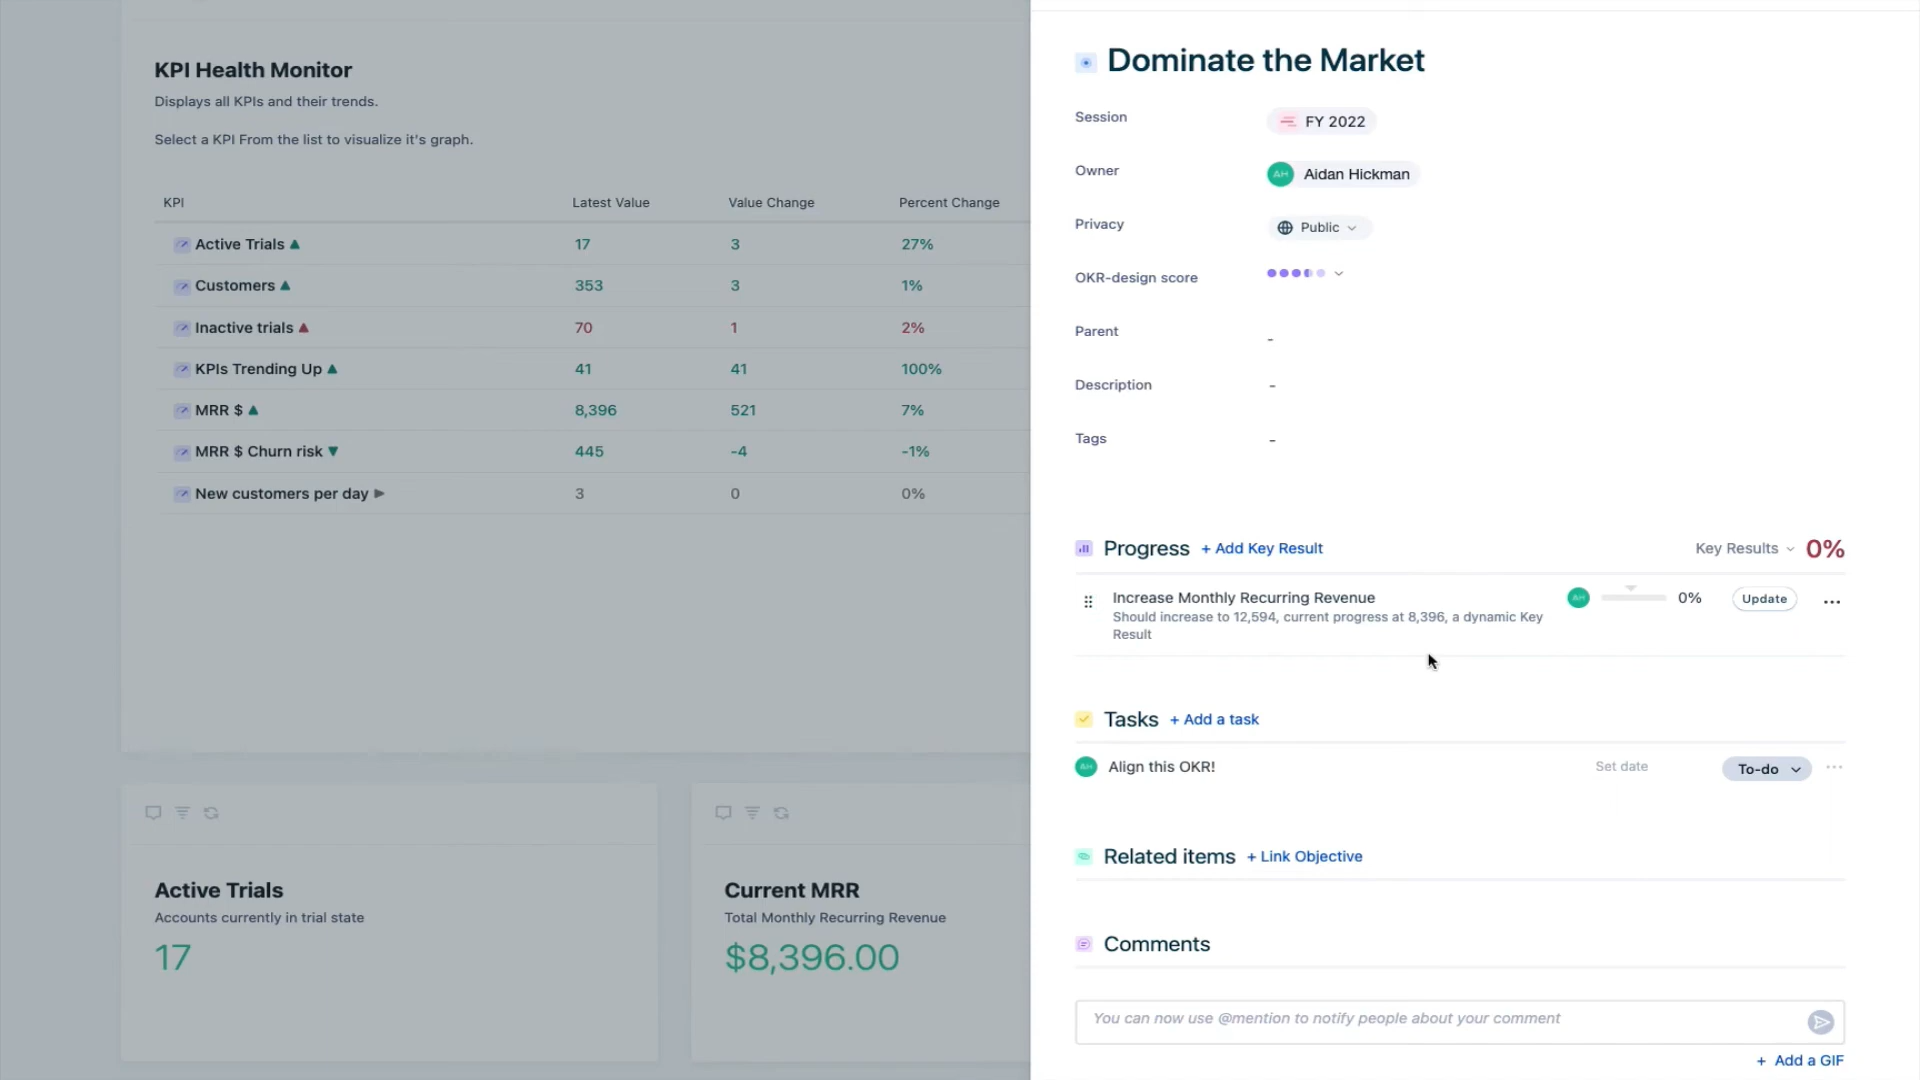 KPI Health Monitor
Displays all KPIs and their trends.
Select a KPI From the list to visualize it's graph.
KPI Latest Value Value Change Percent Change
Active Trials 17 3 27%
Customers 353 3 1%
Inactive trials 70 1 2%
KPIs Trending Up 41 41 100%
MRR $ 8,396 521 7%
MRR $ Churn risk 445 -4 -1%
New customers per day 3 0 0%
Active Trials
Accounts currently in trial state
17
Current MRR
Total Monthly Recurring Revenue
$8,396.00
Dominate the Market
Session FY 2022
Owner AH Aidan Hickman
Privacy Public
OKR-design score
Parent -
Description -
Tags -
Progress + Add Key Result Key Results 0%
Increase Monthly Recurring Revenue AH 0% Update
Should increase to 12,594, current progress at 8,396, a dynamic Key
Result
Tasks + Add a task
AH Align this OKR! Set date To-do
Related items + Link Objective
Comments
You can now use @mention to notify people about your comment
+ Add a GIF